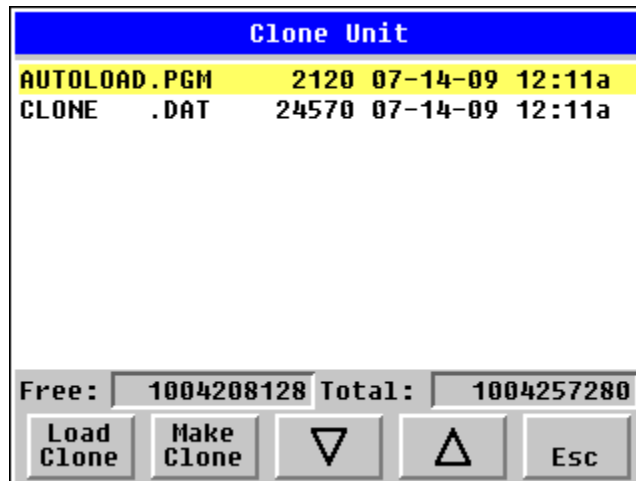 Clone Unit
AUTOLOAD.PGM 2120 07-14-09 12:11a
CLONE .DAT 24570 07-14-09 12:11a
Free: 1004208128 Total: 1004257280
Load Clone Make Clone ▽ △ Esc